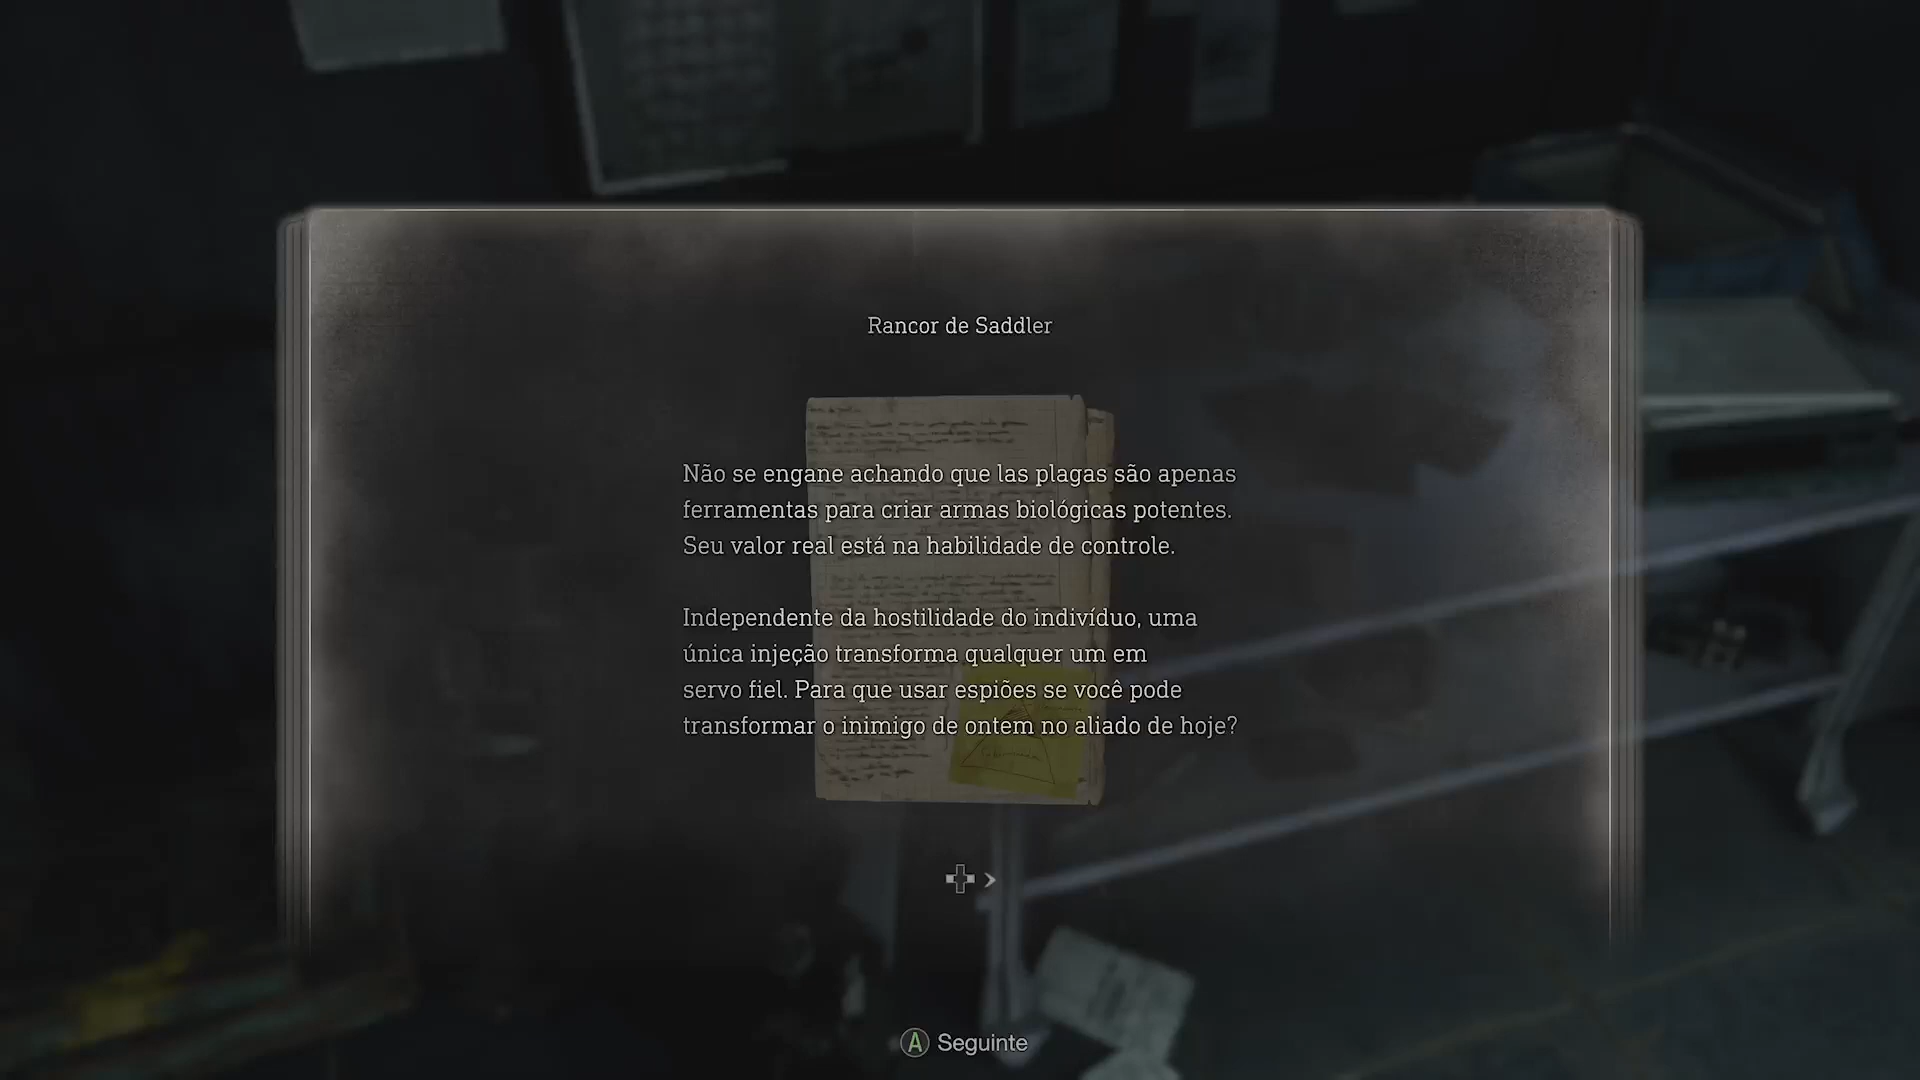 Rancor de Saddler
Não se engane achando que las plagas são apenas
ferramentas para criar armas biológicas potentes.
Seu valor real está na habilidade de controle.
Independente da hostilidade do indivíduo, uma
única injeção transforma qualquer um em
servo fiel. Para que usar espiões se você pode
transformar o inimigo de ontem no aliado de hoje?
A Seguinte